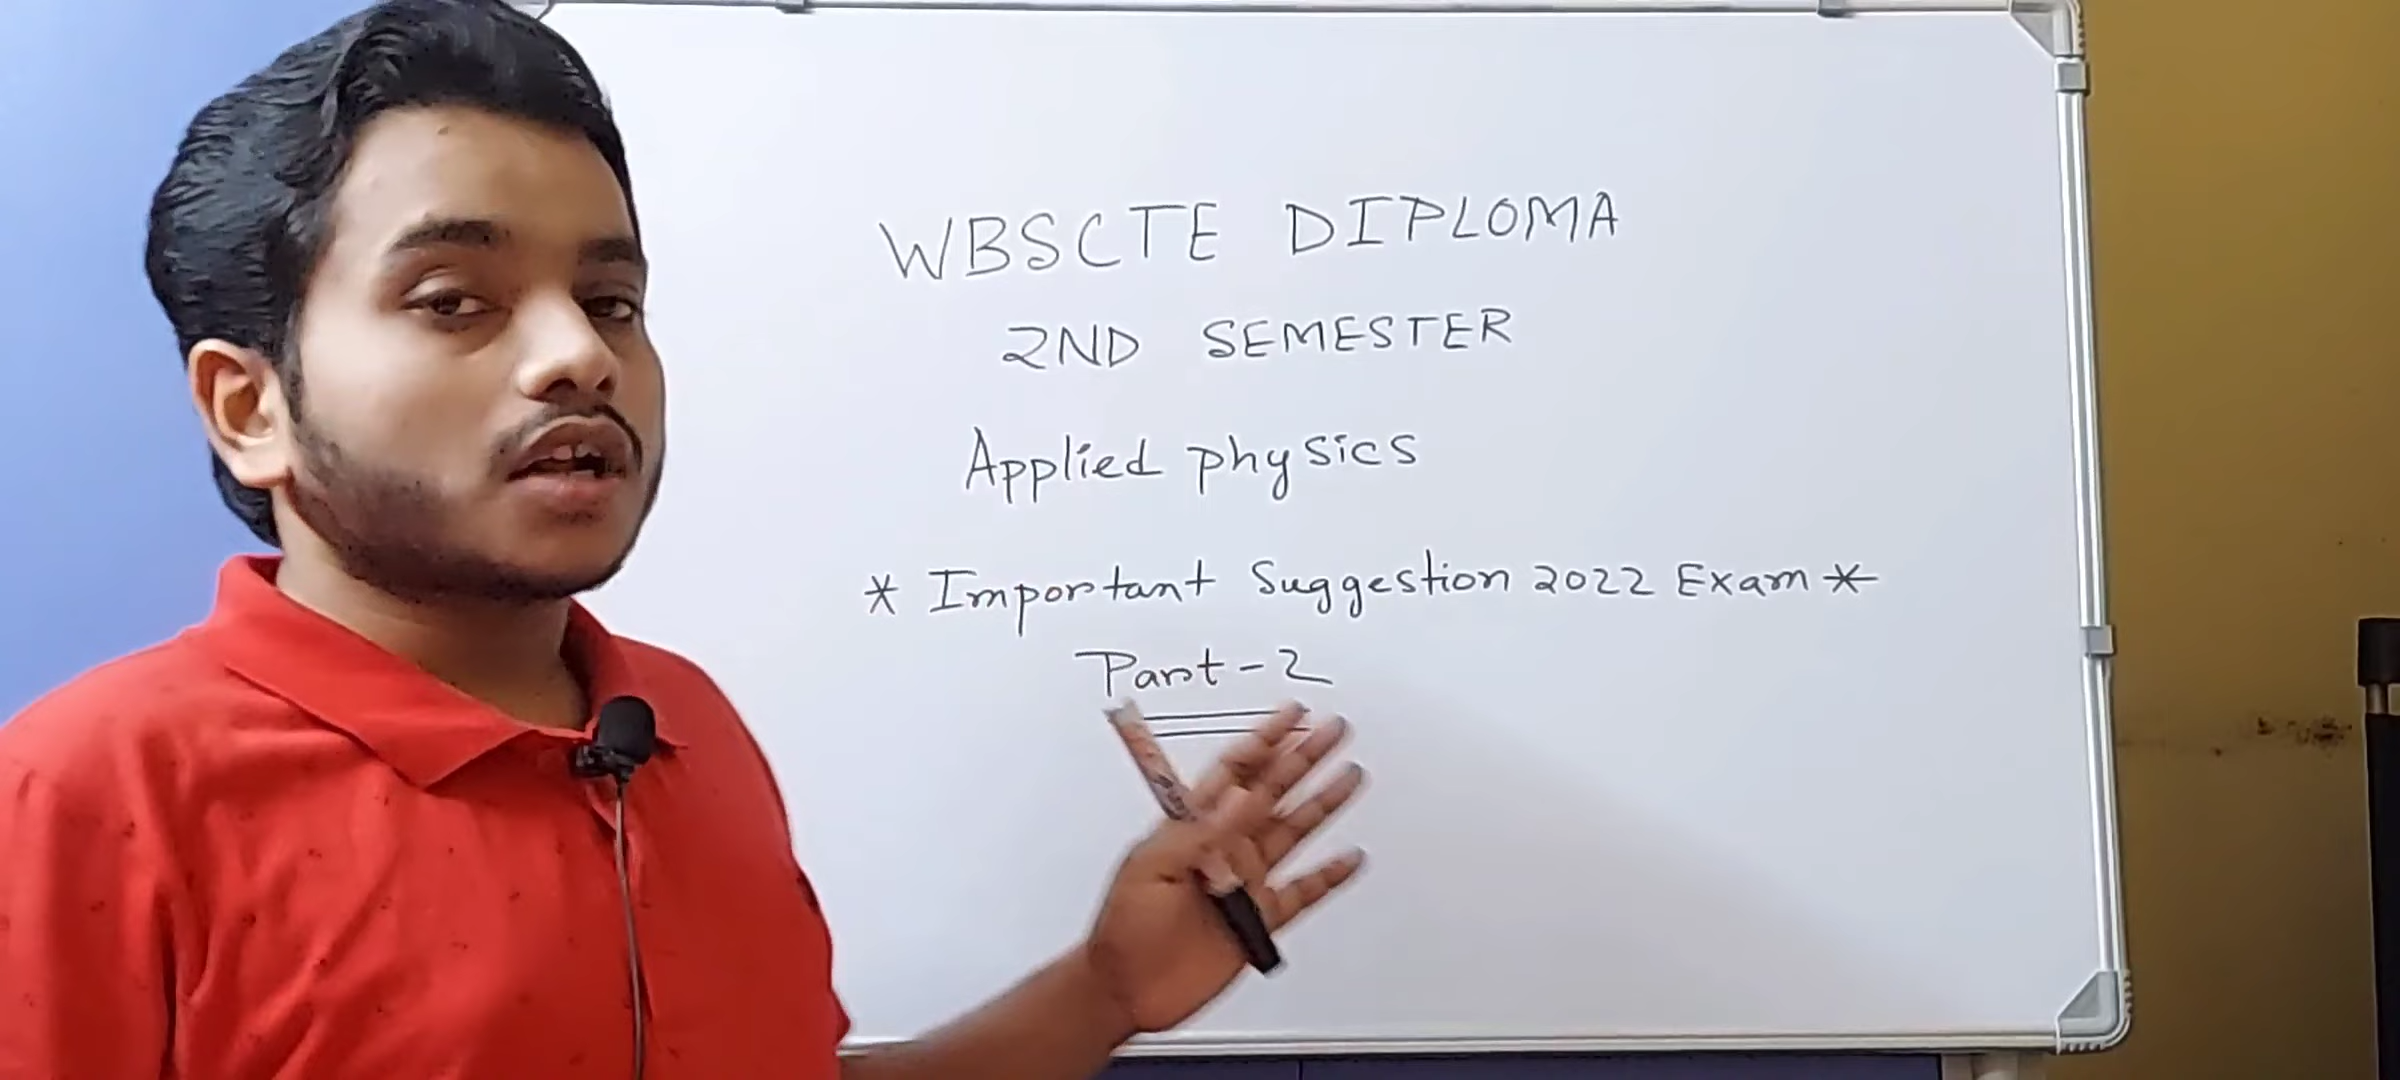 WBSCTE DIPLOMA
2ND SEMESTER
Applied physics
* Important Suggestion 2022 Exam *
Part-2